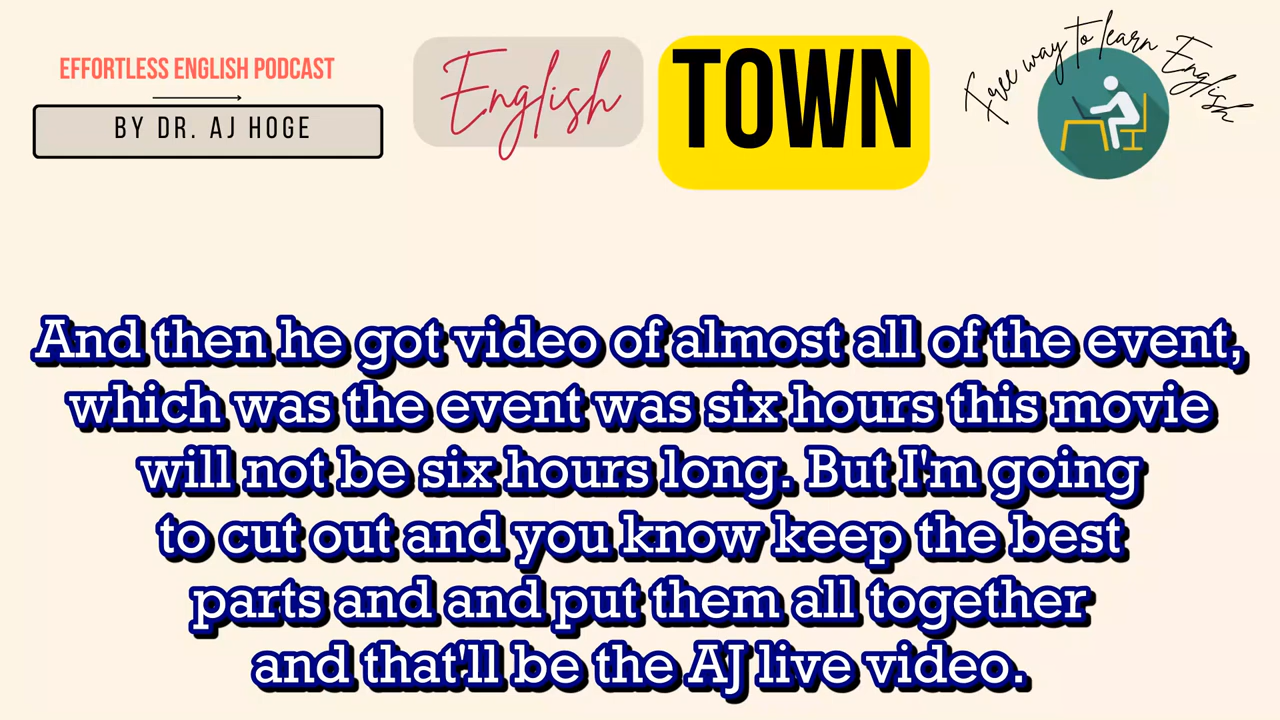 EFFORTLESS ENGLISH PODCAST
BY DR. AJ HOGE
English
TOWN
Free way to learn English
And then he got video of almost all of the event,
which was the event was six hours this movie
will not be six hours long. But I'm going
to cut out and you know keep the best
parts and and put them all together
and that'll be the AJ live video.